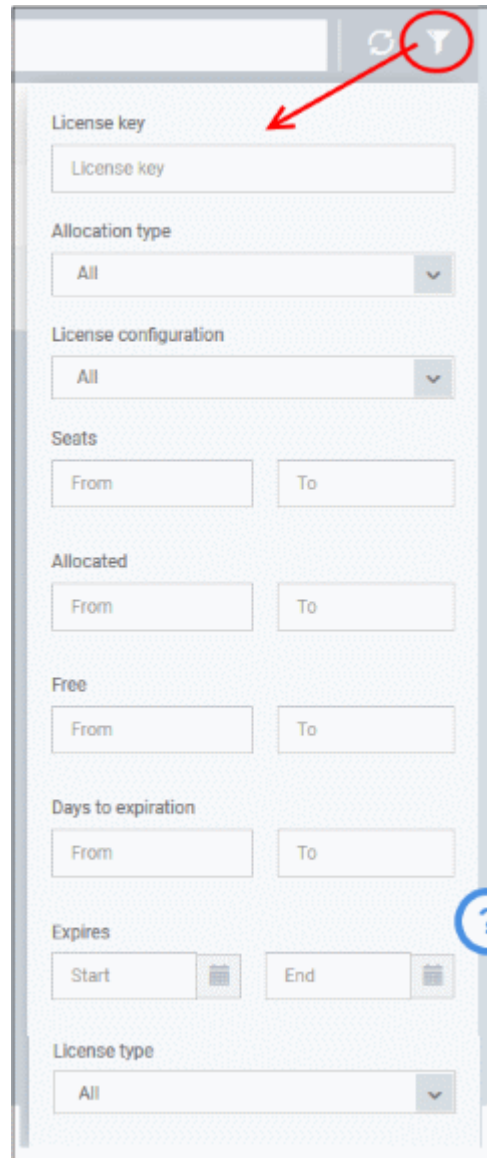 License key
License key
Allocation type
All
License configuration
All
Seats
From To
Allocated
From To
Free
From To
Days to expiration
From To
Expires
Start End
License type
All
?